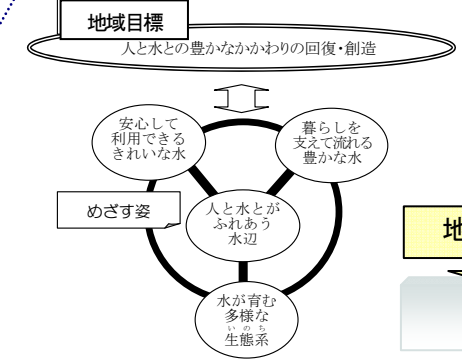 地域目標
人と水との豊かなかかわりの回復・創造
安心して
利用できる
きれいな水
暮らしを
支えて流れる
豊かな水
めざす姿
人と水とが
ふれあう
水辺
地
水が育む
多様な
いのち
生態系